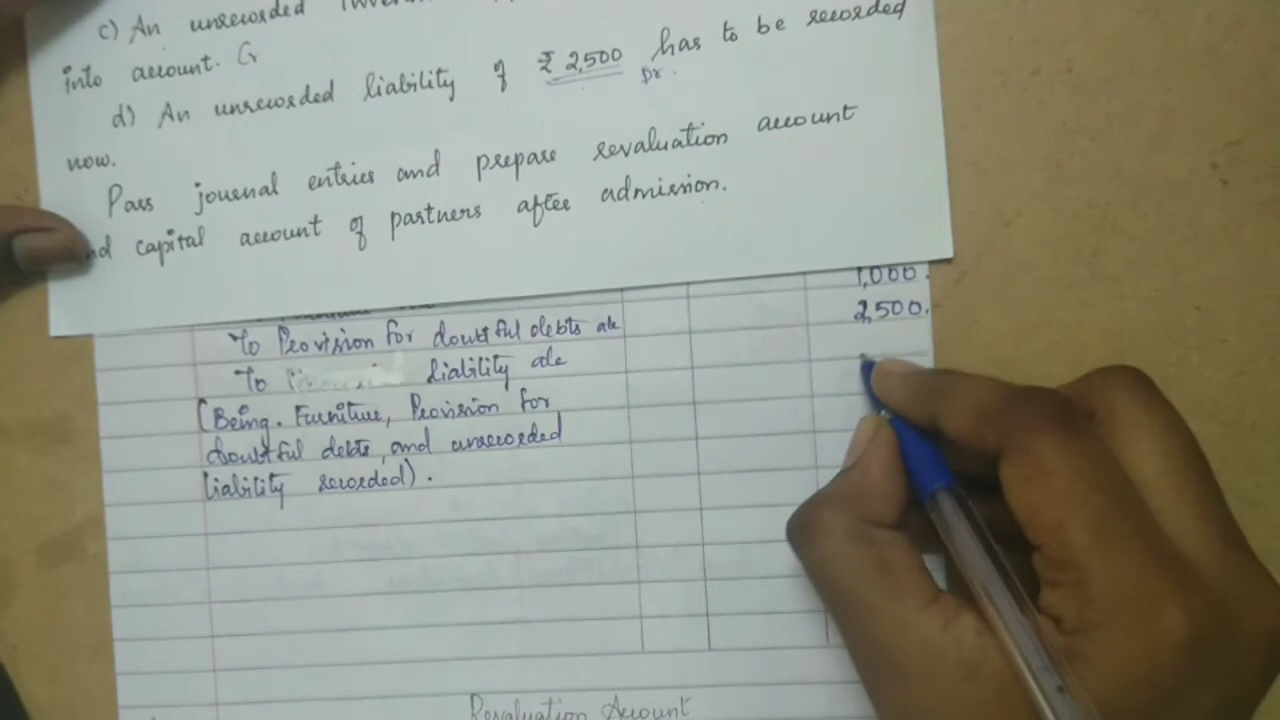 c) An unrecorded
into account. Cr
d) An unrecorded liability of ₹ 2,500 has to be recorded
Dr.
now.
Pass journal entries and prepare revaluation account
and capital account of partners after admission.
1,000.
To Provision for doubtful debts a/c 2,500.
To liability a/c
(Being. Furniture, Provision for
doubtful debts, and unrecorded
liability recorded).
Revaluation Account